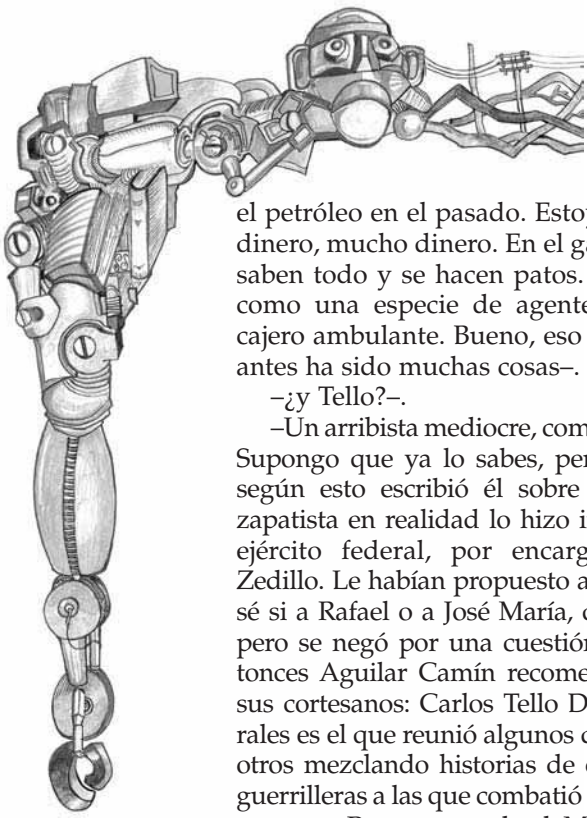 el petróleo en el pasado. Estoy
dinero, mucho dinero. En el ga
saben todo y se hacen patos.
como una especie de agente
cajero ambulante. Bueno, eso
antes ha sido muchas cosas–.
–¿y Tello?–.
–Un arribista mediocre, com
Supongo que ya lo sabes, per
según esto escribió él sobre
zapatista en realidad lo hizo i
ejército federal, por encarg
Zedillo. Le habían propuesto a
sé si a Rafael o a José María, c
pero se negó por una cuestión
tonces Aguilar Camín recome
sus cortesanos: Carlos Tello D
rales es el que reunió algunos d
otros mezclando historias de
guerrilleras a las que combatió